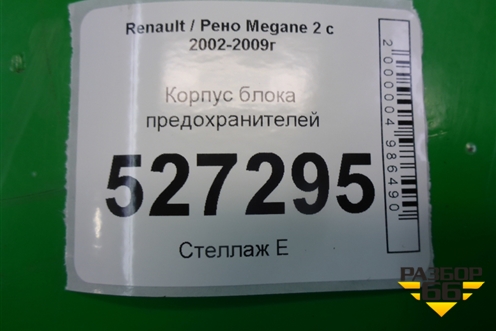 Renault / Рено Megane 2 с
2002-2009г
Корпус блока
предохранителей
527295
Стеллаж Е
2000004986490
РАЗБОР
66